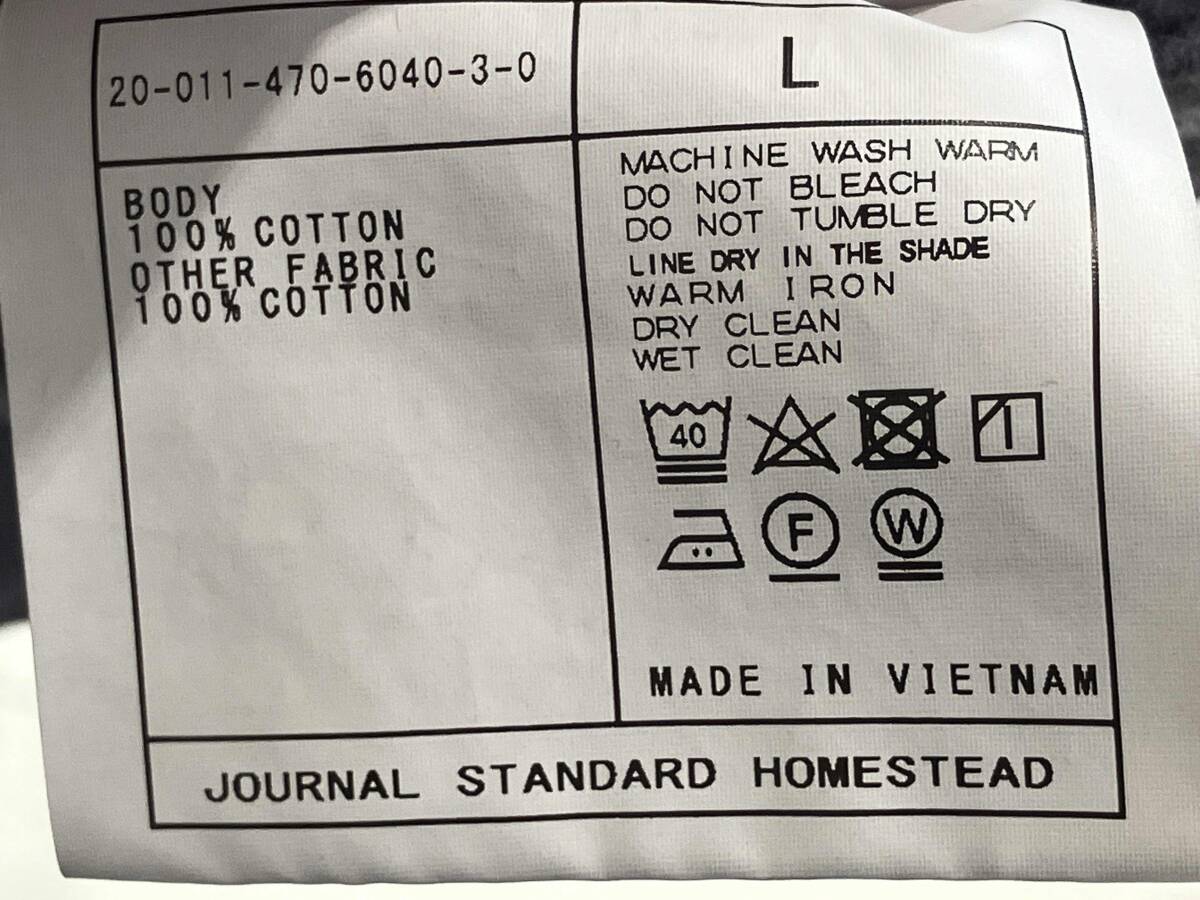 20-011-470-6040-3-0
L
BODY
100% COTTON
OTHER FABRIC
100% COTTON
MACHINE WASH WARM
DO NOT BLEACH
DO NOT TUMBLE DRY
LINE DRY IN THE SHADE
WARM IRON
DRY CLEAN
WET CLEAN
40
F W
MADE IN VIETNAM
JOURNAL STANDARD HOMESTEAD